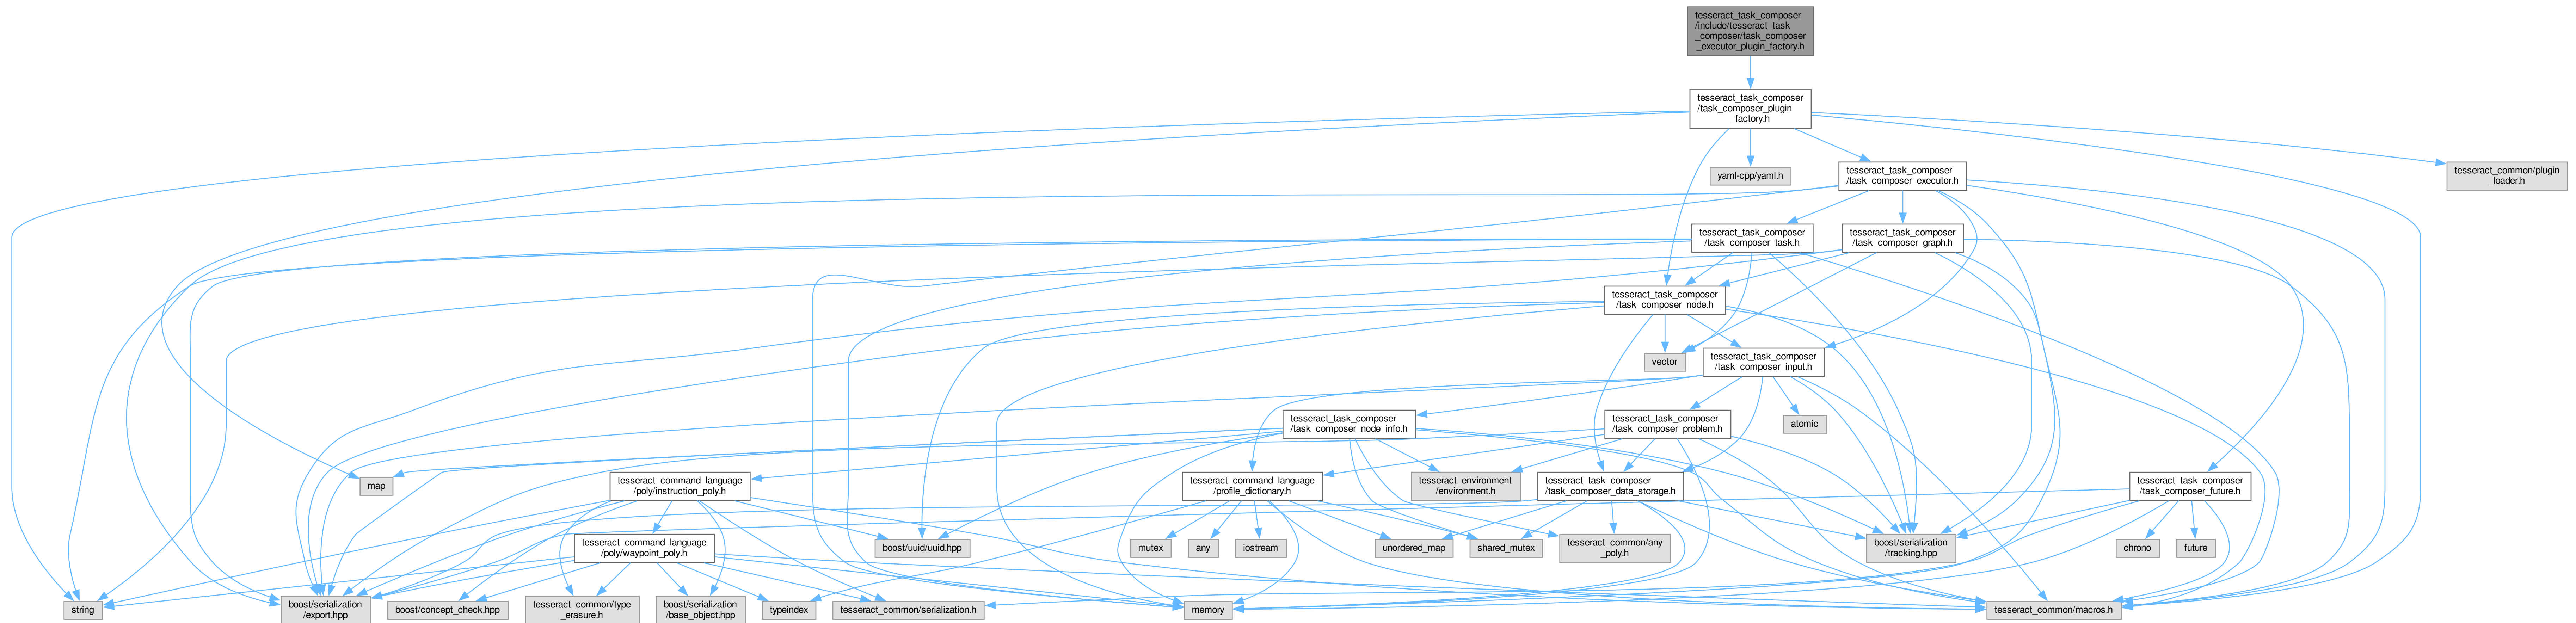 tesseract_task_composer
/include/tesseract_task
_composer/task_composer
_executor_plugin_factory.h
tesseract_task_composer
/task_composer_plugin
_factory.h
yaml-cpp/yaml.h
tesseract_task_composer
/task_composer_executor.h
tesseract_common/plugin
_loader.h
tesseract_task_composer
/task_composer_task.h
tesseract_task_composer
/task_composer_graph.h
tesseract_task_composer
/task_composer_node.h
vector
tesseract_task_composer
/task_composer_input.h
tesseract_task_composer
/task_composer_node_info.h
tesseract_task_composer
/task_composer_problem.h
atomic
map
tesseract_command_language
/poly/instruction_poly.h
tesseract_command_language
/profile_dictionary.h
tesseract_environment
/environment.h
tesseract_task_composer
/task_composer_data_storage.h
tesseract_task_composer
/task_composer_future.h
tesseract_command_language
/poly/waypoint_poly.h
boost/uuid/uuid.hpp
mutex
any
iostream
unordered_map
shared_mutex
tesseract_common/any
_poly.h
boost/serialization
/tracking.hpp
chrono
future
string
boost/serialization
/export.hpp
boost/concept_check.hpp
tesseract_common/type
_erasure.h
boost/serialization
/base_object.hpp
typeindex
tesseract_common/serialization.h
memory
tesseract_common/macros.h